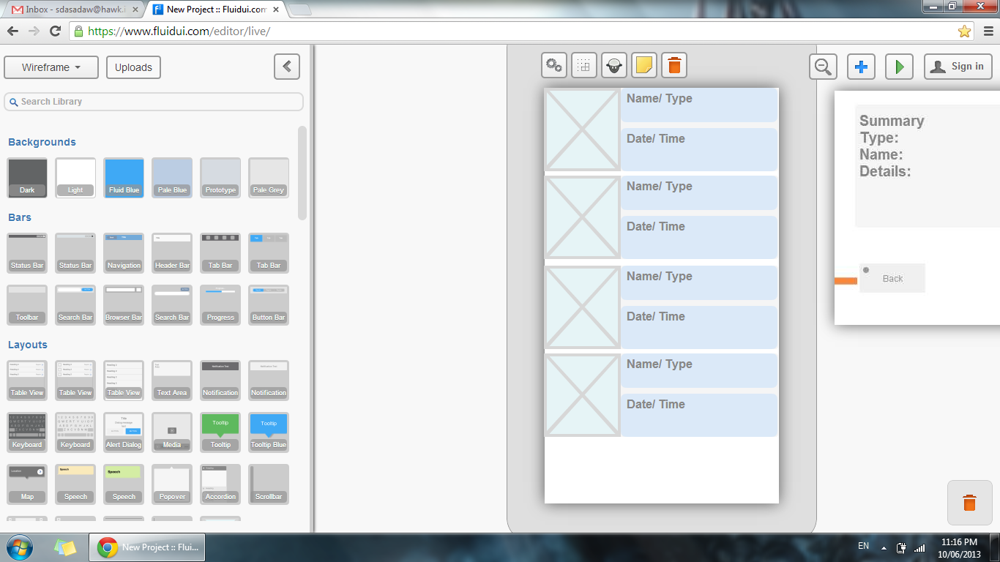 Inbox - sdasadaw@hawk.i
New Project :: Fluidui.com
https://www.fluidui.com/editor/live/
Wireframe
Uploads
Sign in
Search Library
Backgrounds
Dark Light Fluid Blue Pale Blue Prototype Pale Grey
Bars
Status Bar Status Bar Navigation Header Bar Tab Bar Tab Bar
Toolbar Search Bar Browser Bar Search Bar Progress Button Bar
Layouts
Table View Table View Table View Text Area Notification Notification
Tooltip Tooltip
Keyboard Keyboard Alert Dialog Media Tooltip Tooltip Blue
Speech Speech
Map Speech Speech Popover Accordion Scrollbar
Name/ Type
Date/ Time
Name/ Type
Date/ Time
Name/ Type
Date/ Time
Name/ Type
Date/ Time
Summary
Type:
Name:
Details:
Back
New Project :: Flui...
EN
11:16 PM
10/06/2013